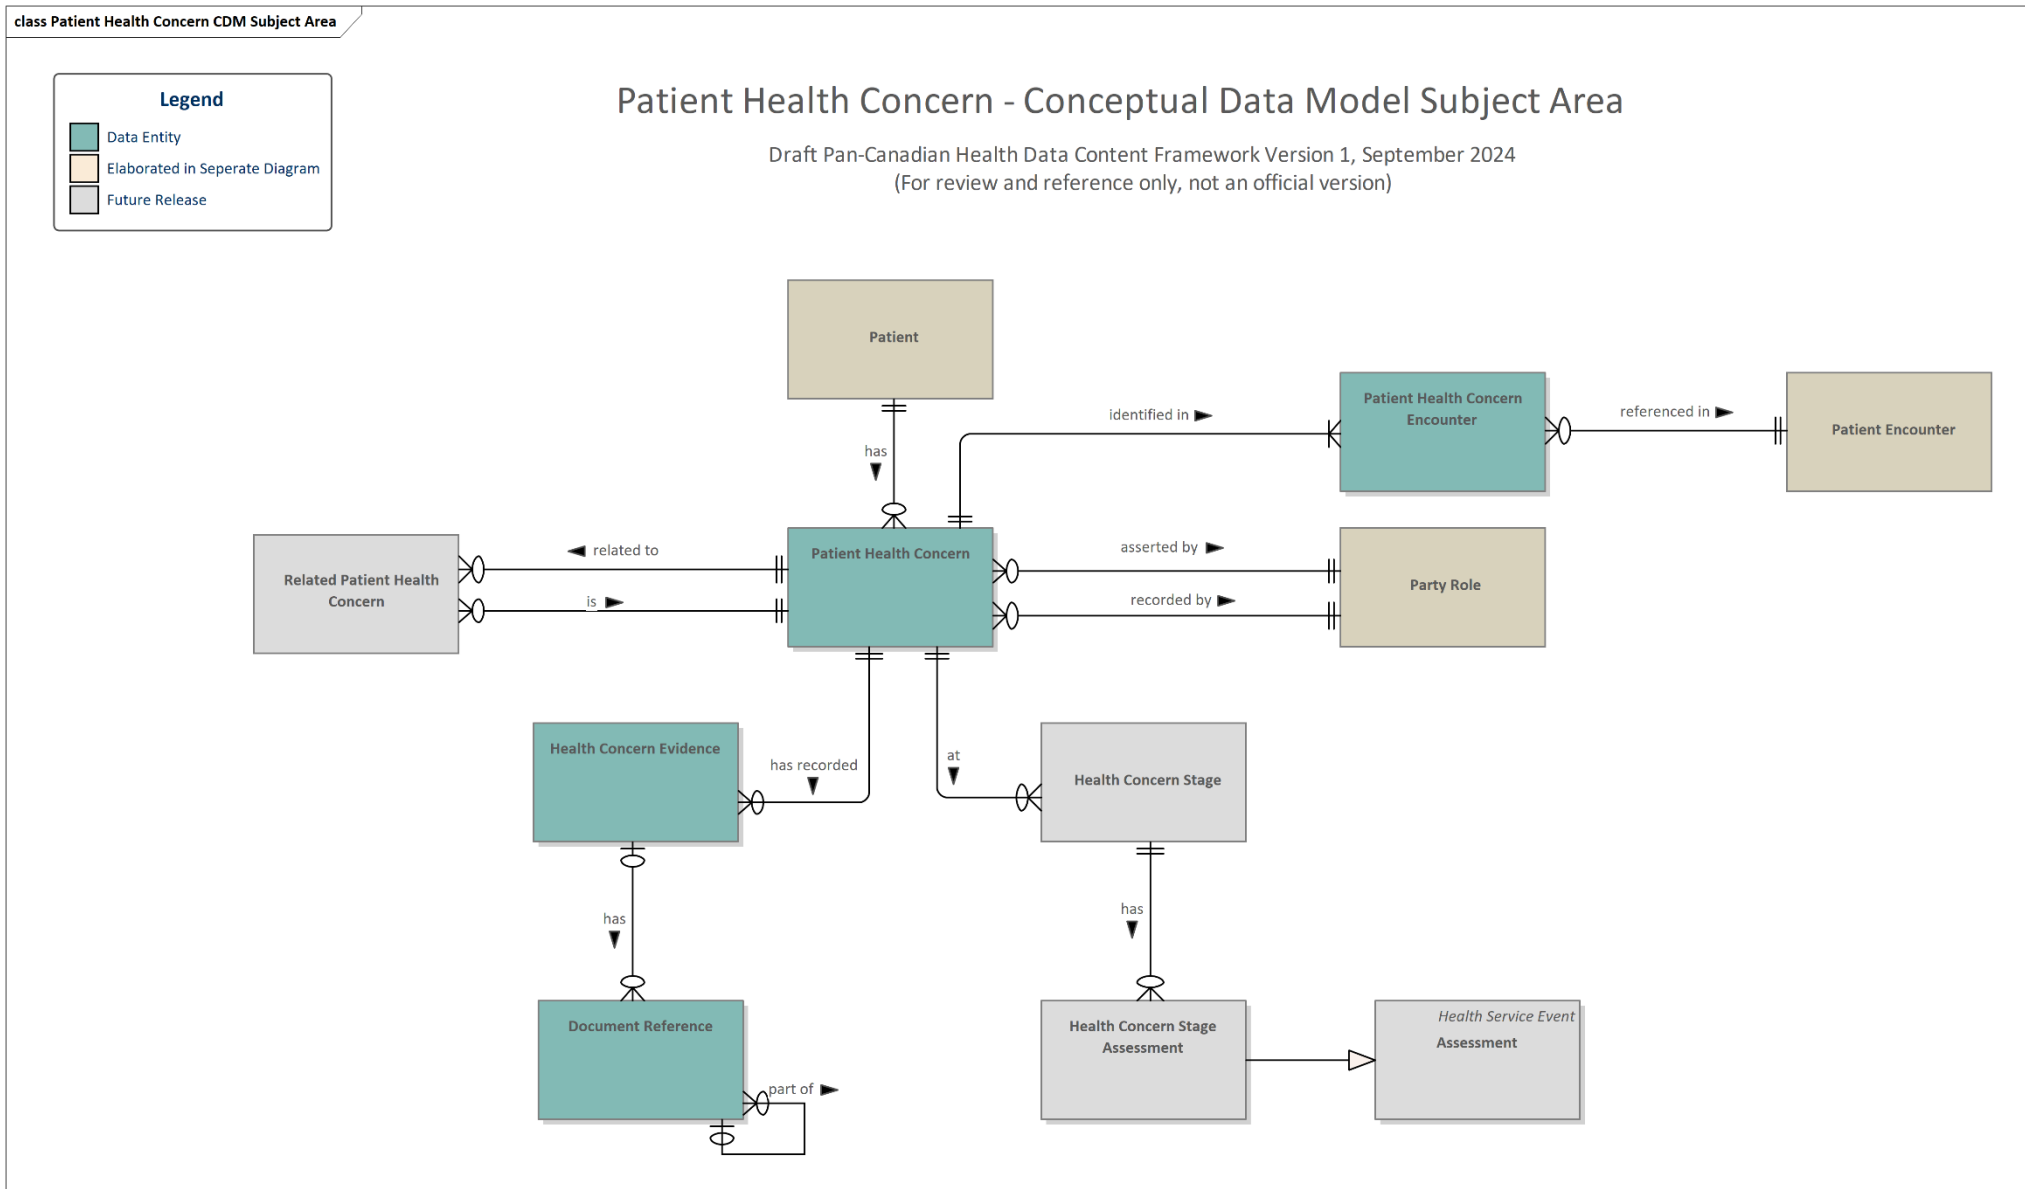 class Patient Health Concern CDM Subject Area
Legend
Data Entity
Elaborated in Seperate Diagram
Future Release
Patient Health Concern - Conceptual Data Model Subject Area
Draft Pan-Canadian Health Data Content Framework Version 1, September 2024
(For review and reference only, not an official version)
Patient
has
identified in
Patient Health Concern
Encounter
referenced in
Patient Encounter
Related Patient Health
Concern
related to
is
Patient Health Concern
asserted by
recorded by
Party Role
Health Concern Evidence
has recorded
at
Health Concern Stage
has
has
Document Reference
part of
Health Concern Stage
Assessment
Health Service Event
Assessment